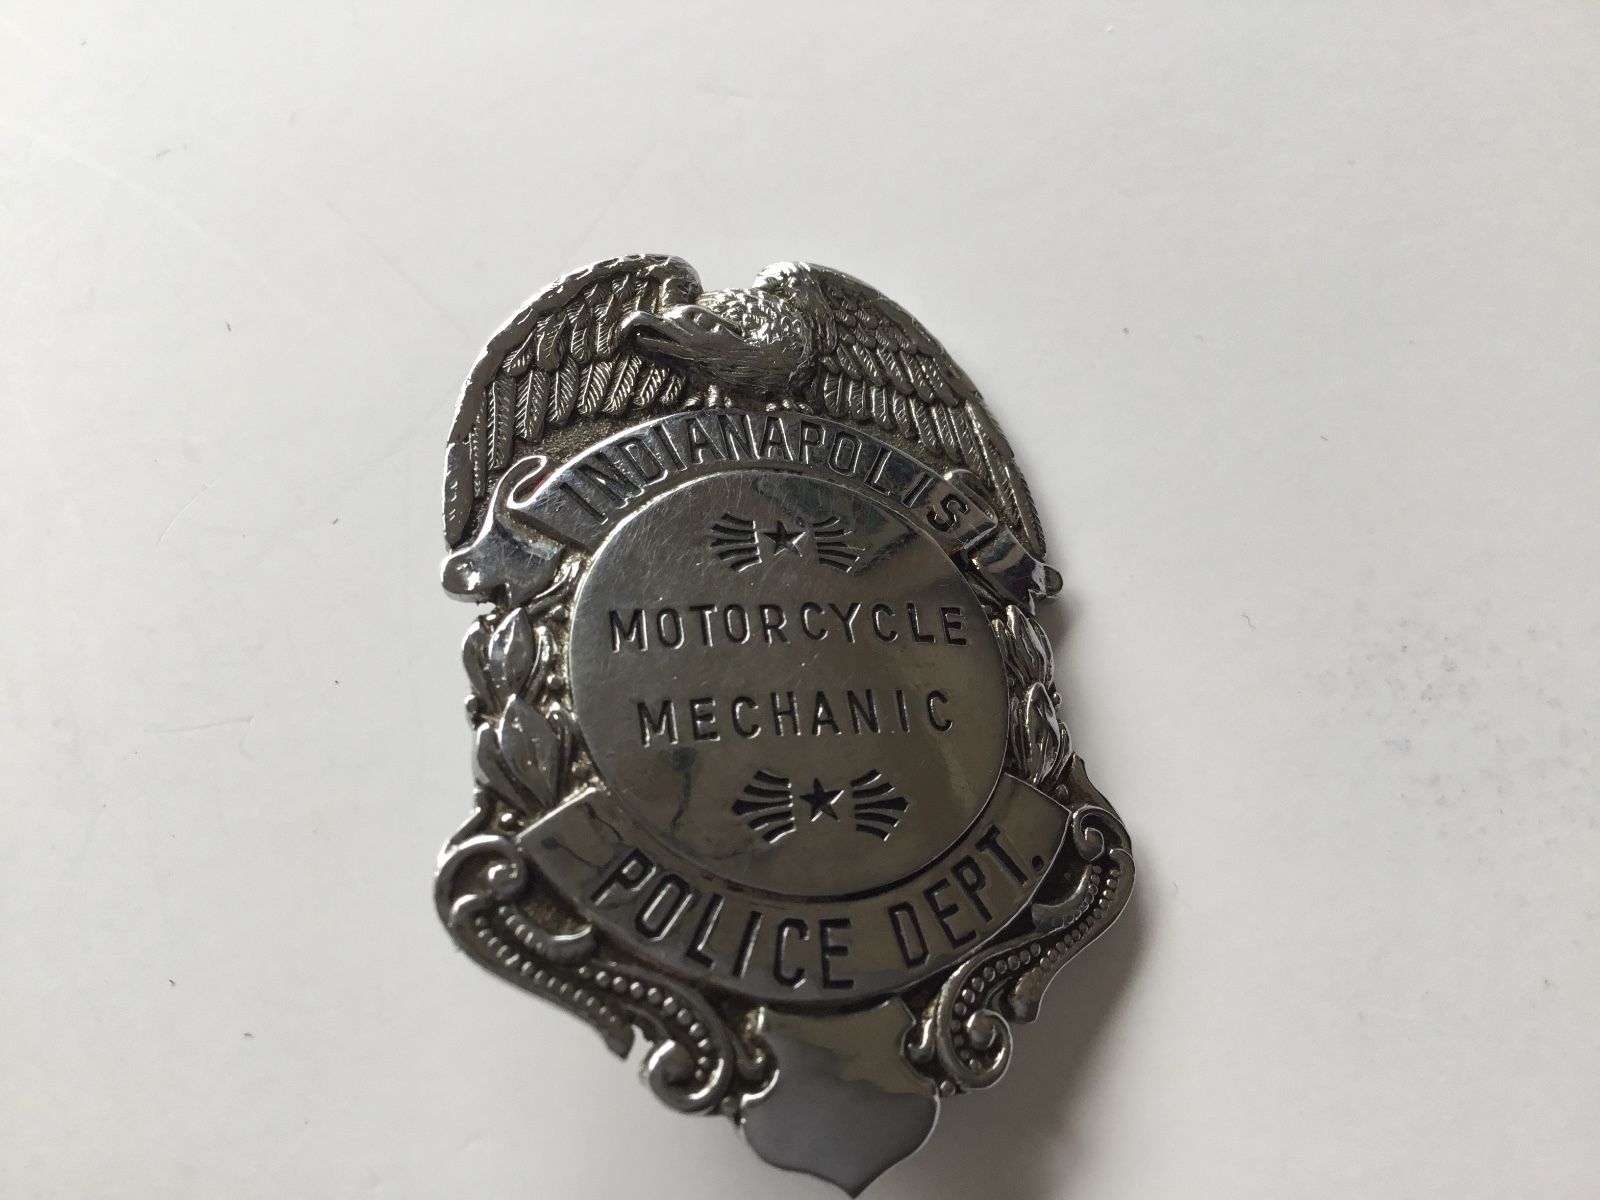 INDIANAPOLIS
MOTORCYCLE
MECHANIC
POLICE DEPT.